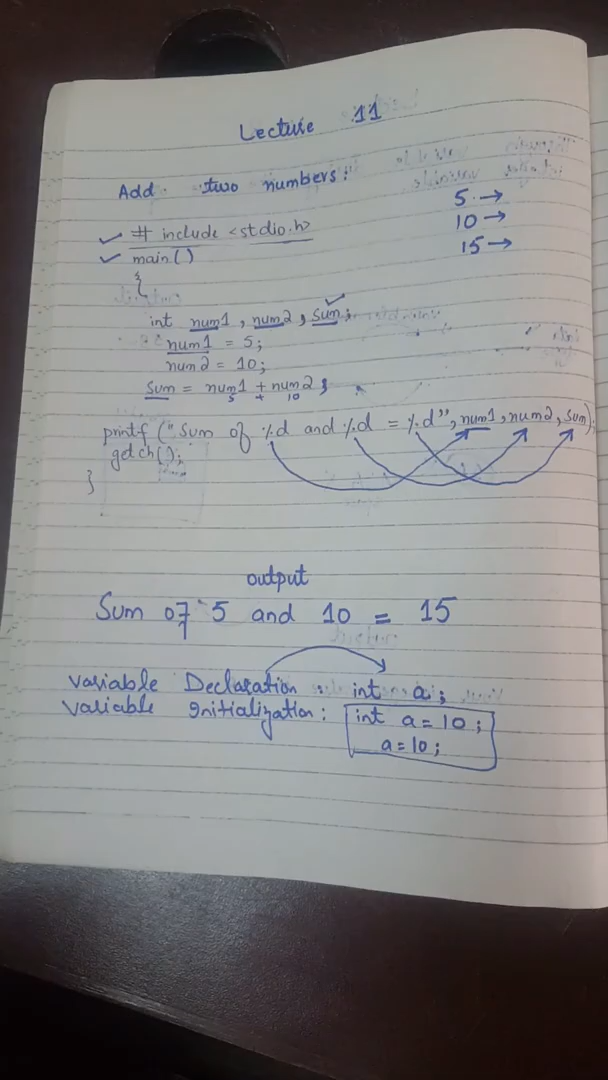 Lecture 11
Add two numbers:
5 →
# include <stdio.h>
10 →
main()
15 →
{
int num1, num2, sum;
num1 = 5;
num2 = 10;
Sum = num1 + num2;
5 + 10
printf ("Sum of %d and %d = %d", num1, num2, sum);
getch();
}
output
Sum of 5 and 10 = 15
variable Declaration : int a;
variable initialization: int a = 10;
a = 10;